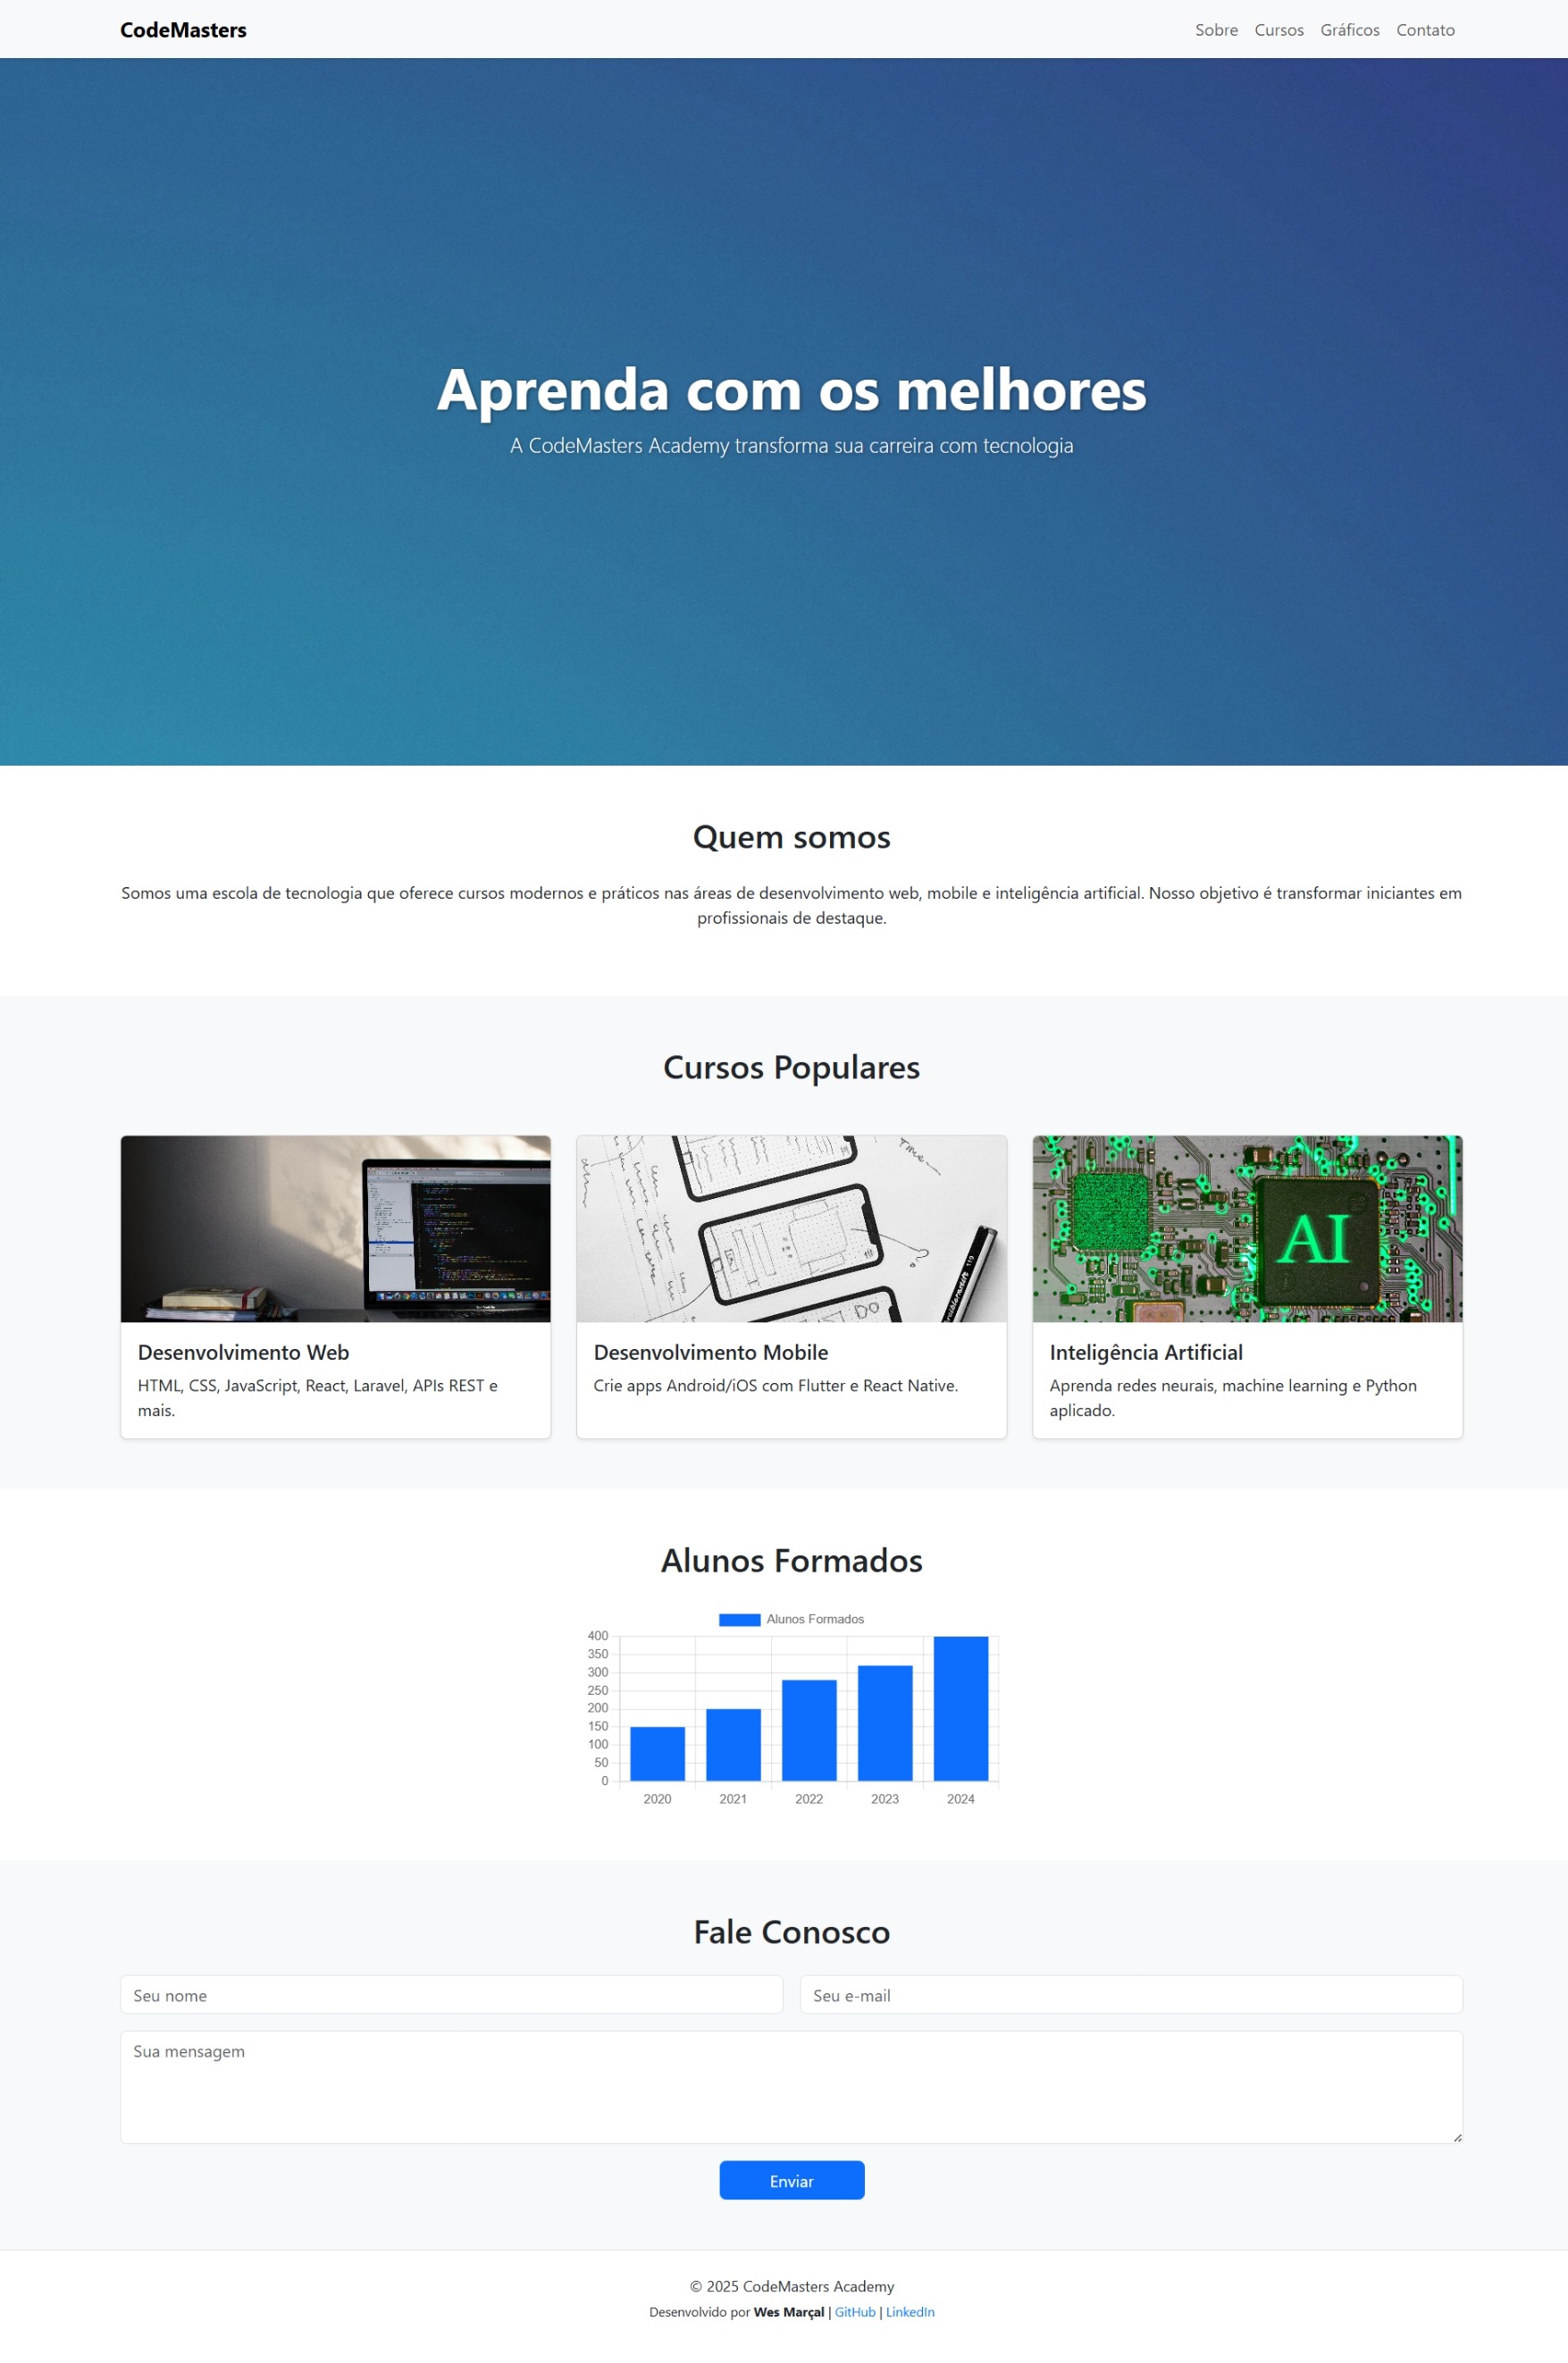 CodeMasters
Sobre Cursos Gráficos Contato
Aprenda com os melhores
A CodeMasters Academy transforma sua carreira com tecnologia
Quem somos
Somos uma escola de tecnologia que oferece cursos modernos e práticos nas áreas de desenvolvimento web, mobile e inteligência artificial. Nosso objetivo é transformar iniciantes em
profissionais de destaque.
Cursos Populares
AI
Desenvolvimento Web
HTML, CSS, JavaScript, React, Laravel, APIs REST e
mais.
Desenvolvimento Mobile
Crie apps Android/iOS com Flutter e React Native.
Inteligência Artificial
Aprenda redes neurais, machine learning e Python
aplicado.
Alunos Formados
Alunos Formados
400
350
300
250
200
150
100
50
0
2020 2021 2022 2023 2024
Fale Conosco
Seu nome
Seu e-mail
Sua mensagem
Enviar
© 2025 CodeMasters Academy
Desenvolvido por Wes Marçal | GitHub | LinkedIn